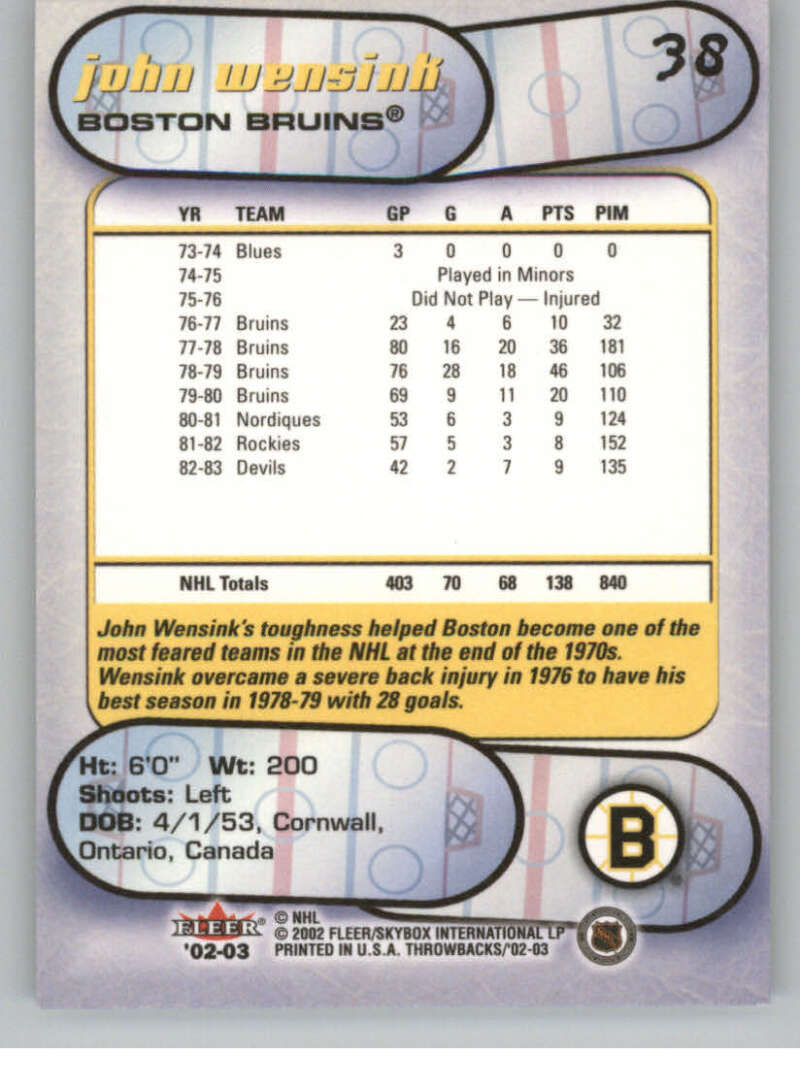 john wensink
38
BOSTON BRUINS®
YR TEAM GP G A PTS PIM
73-74 Blues 3 0 0 0 0
74-75 Played in Minors
75-76 Did Not Play — Injured
76-77 Bruins 23 4 6 10 32
77-78 Bruins 80 16 20 36 181
78-79 Bruins 76 28 18 46 106
79-80 Bruins 69 9 11 20 110
80-81 Nordiques 53 6 3 9 124
81-82 Rockies 57 5 3 8 152
82-83 Devils 42 2 7 9 135
NHL Totals 403 70 68 138 840
John Wensink's toughness helped Boston become one of the
most feared teams in the NHL at the end of the 1970s.
Wensink overcame a severe back injury in 1976 to have his
best season in 1978-79 with 28 goals.
Ht: 6'0" Wt: 200
Shoots: Left
DOB: 4/1/53, Cornwall,
Ontario, Canada
B
FLEER®
'02-03
© NHL
© 2002 FLEER/SKYBOX INTERNATIONAL LP
PRINTED IN U.S.A. THROWBACKS/'02-03